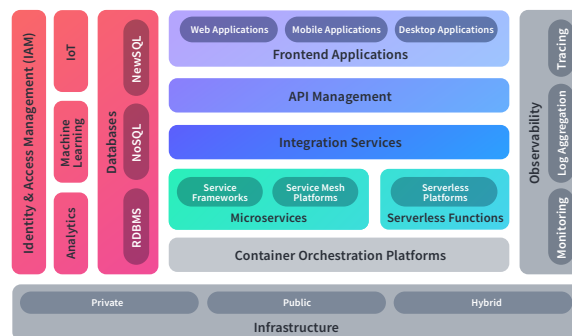 Identity & Access Management (IAM)
IoT
Machine
Learning
Analytics
Databases
NewSQL
NoSQL
RDBMS
Web Applications
Mobile Applications
Desktop Applications
Frontend Applications
API Management
Integration Services
Service
Frameworks
Service Mesh
Platforms
Microservices
Serverless
Platforms
Serverless Functions
Container Orchestration Platforms
Observability
Tracing
Log Aggregation
Monitoring
Private
Public
Hybrid
Infrastructure